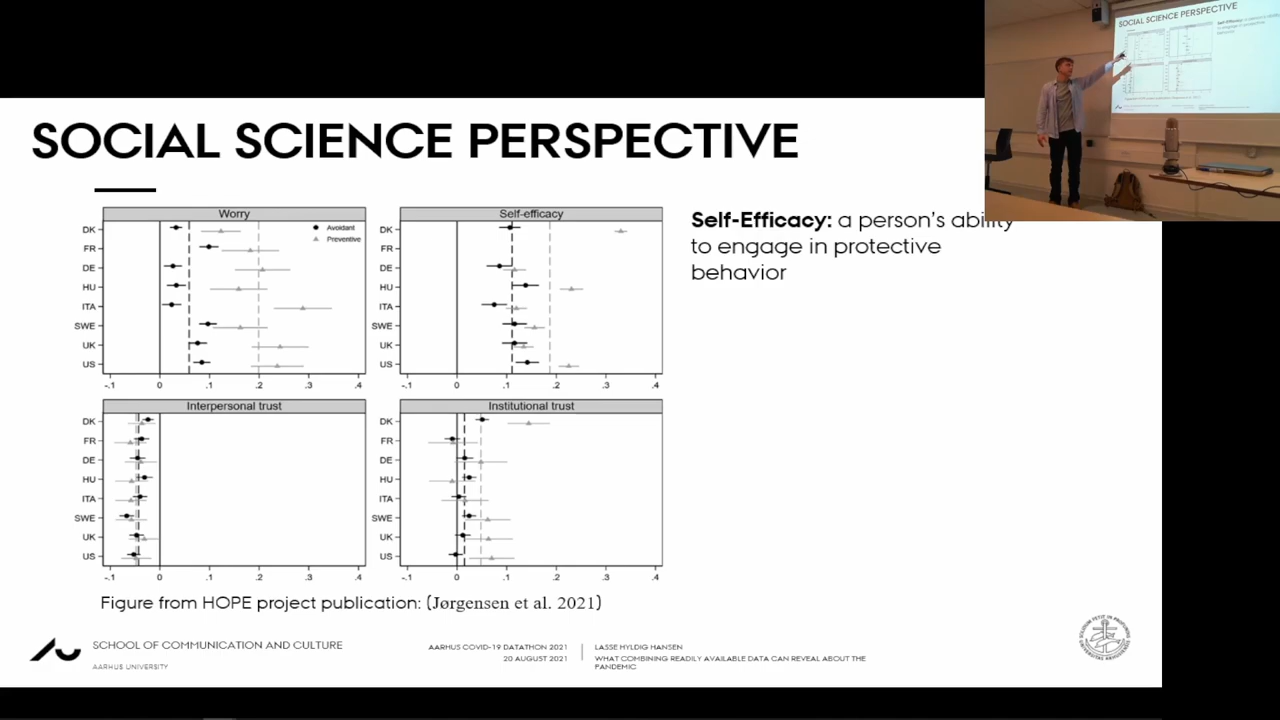 SOCIAL SCIENCE PERSPECTIVE
Worry
DK
FR
DE
HU
ITA
SWE
UK
US
Avoidant
Preventive
-.1 0 .1 .2 .3 .4
Self-efficacy
DK
FR
DE
HU
ITA
SWE
UK
US
-.1 0 .1 .2 .3 .4
Interpersonal trust
DK
FR
DE
HU
ITA
SWE
UK
US
-.1 0 .1 .2 .3 .4
Institutional trust
DK
FR
DE
HU
ITA
SWE
UK
US
-.1 0 .1 .2 .3 .4
Self-Efficacy: a person's ability
to engage in protective
behavior
Figure from HOPE project publication: (Jørgensen et al. 2021)
SCHOOL OF COMMUNICATION AND CULTURE
AARHUS UNIVERSITY
AARHUS COVID-19 DATATHON 2021
20 AUGUST 2021
LASSE HYLDIG HANSEN
WHAT COMBINING READILY AVAILABLE DATA CAN REVEAL ABOUT THE
PANDEMIC
SOCIAL SCIENCE PERSPECTIVE